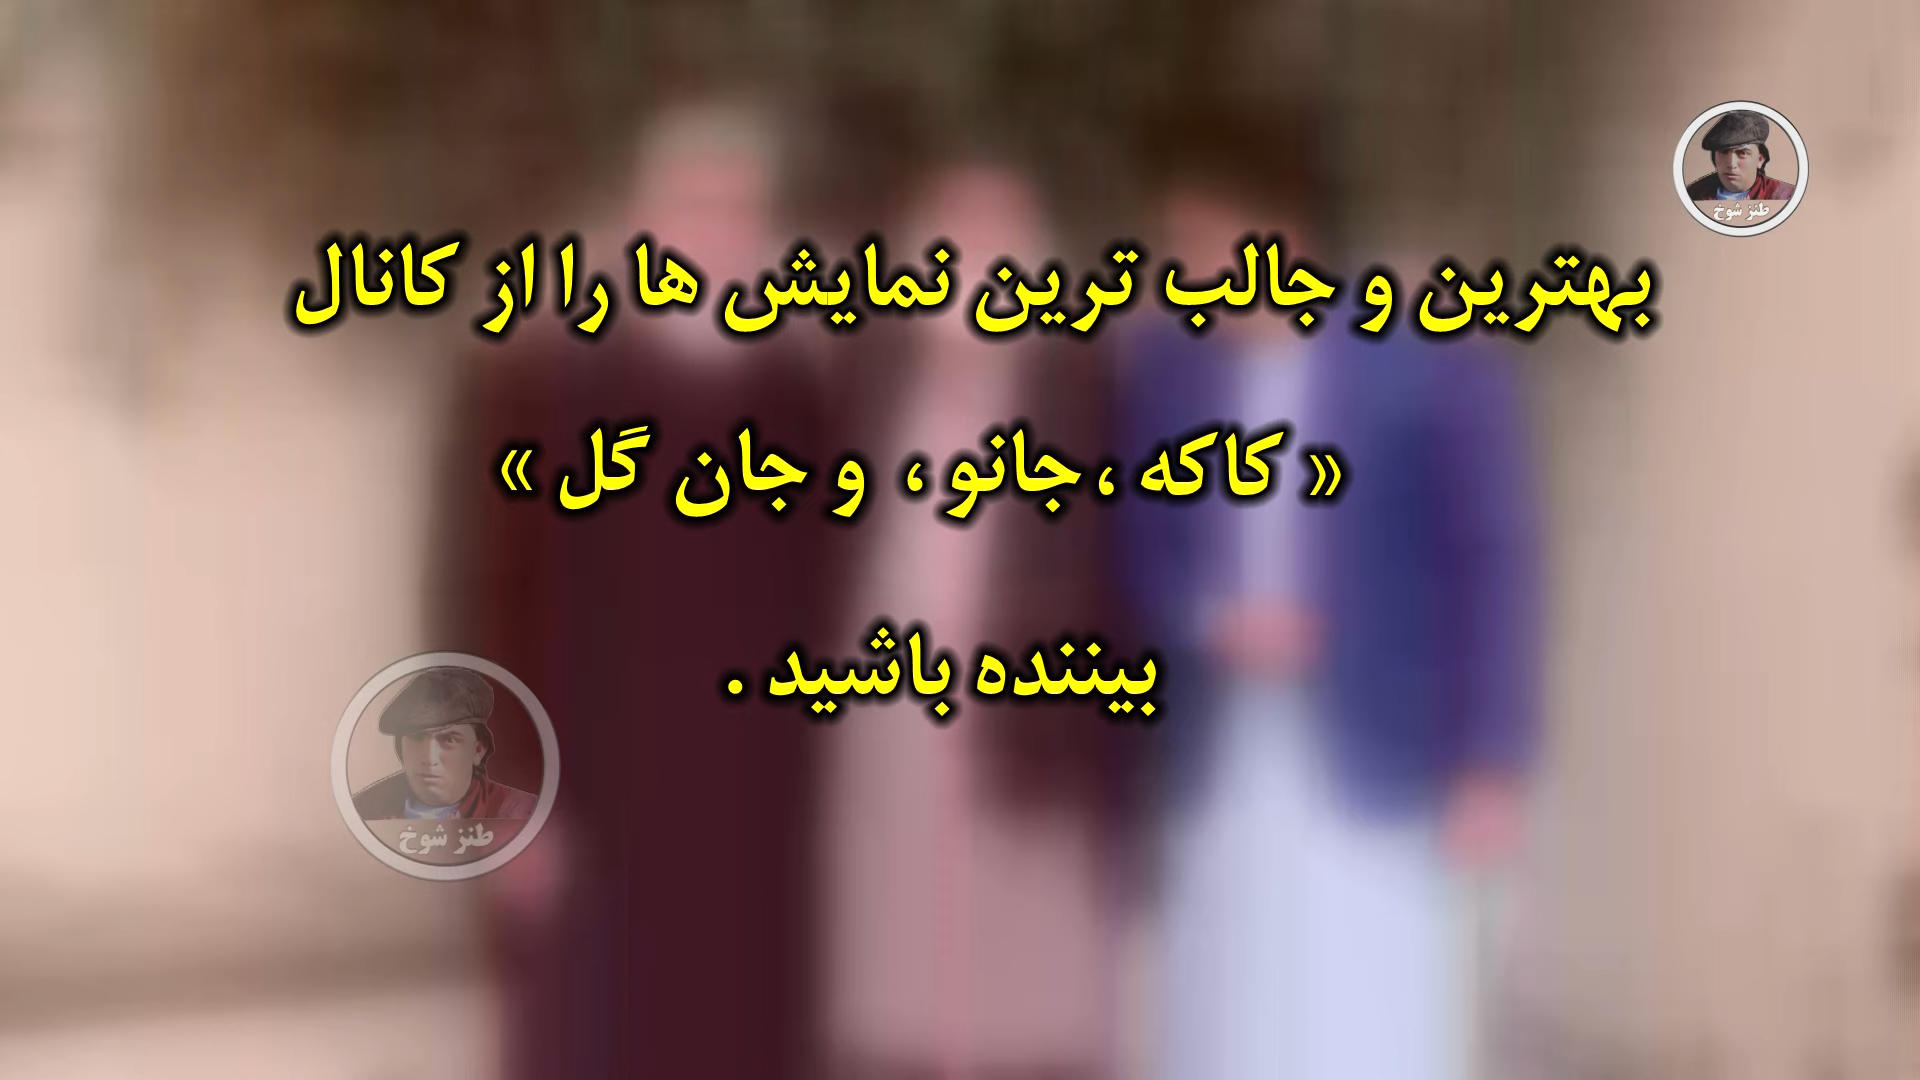 طنز شوخ
بهترین و جالب ترین نمایش ها را از کانال
« کاکه ،جانو ، و جان گل »
بیننده باشید .
طنز شوخ